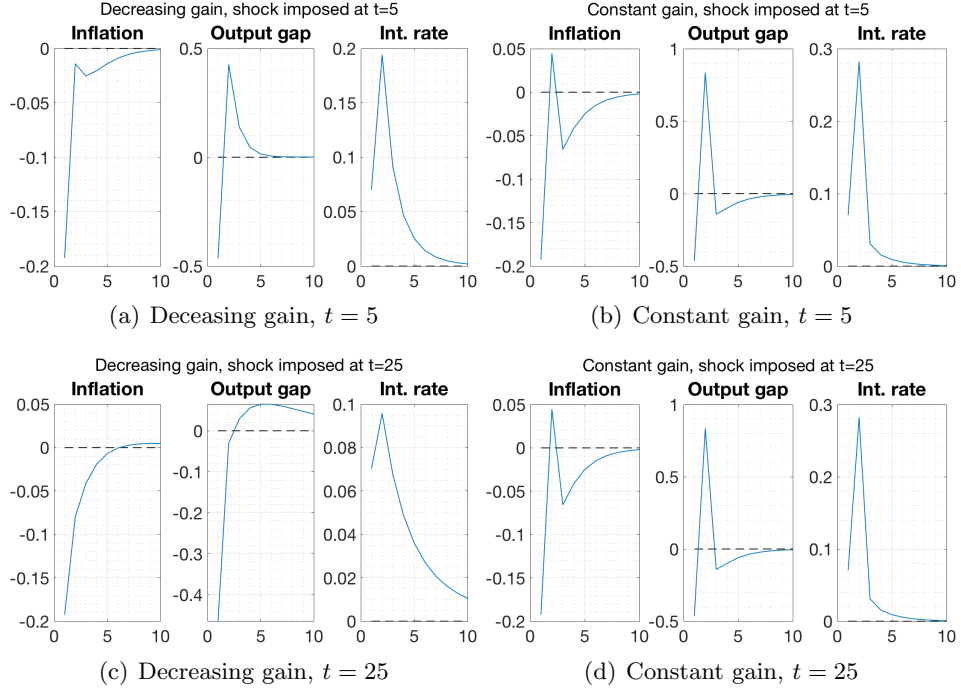 Decreasing gain, shock imposed at t=5
Inflation Output gap Int. rate
0
-0.05
-0.1
-0.15
-0.2
0 5 10
0.5
0
-0.5
0 5 10
0.2
0.15
0.1
0.05
0
0 5 10
(a) Deceasing gain, t = 5
Constant gain, shock imposed at t=5
Inflation Output gap Int. rate
0.05
0
-0.05
-0.1
-0.15
-0.2
0 5 10
1
0.5
0
-0.5
0 5 10
0.3
0.2
0.1
0
0 5 10
(b) Constant gain, t = 5
Decreasing gain, shock imposed at t=25
Inflation Output gap Int. rate
0.05
0
-0.05
-0.1
-0.15
-0.2
0 5 10
0
-0.1
-0.2
-0.3
-0.4
0 5 10
0.1
0.08
0.06
0.04
0.02
0
0 5 10
(c) Decreasing gain, t = 25
Constant gain, shock imposed at t=25
Inflation Output gap Int. rate
0.05
0
-0.05
-0.1
-0.15
-0.2
0 5 10
1
0.5
0
-0.5
0 5 10
0.3
0.2
0.1
0
0 5 10
(d) Constant gain, t = 25